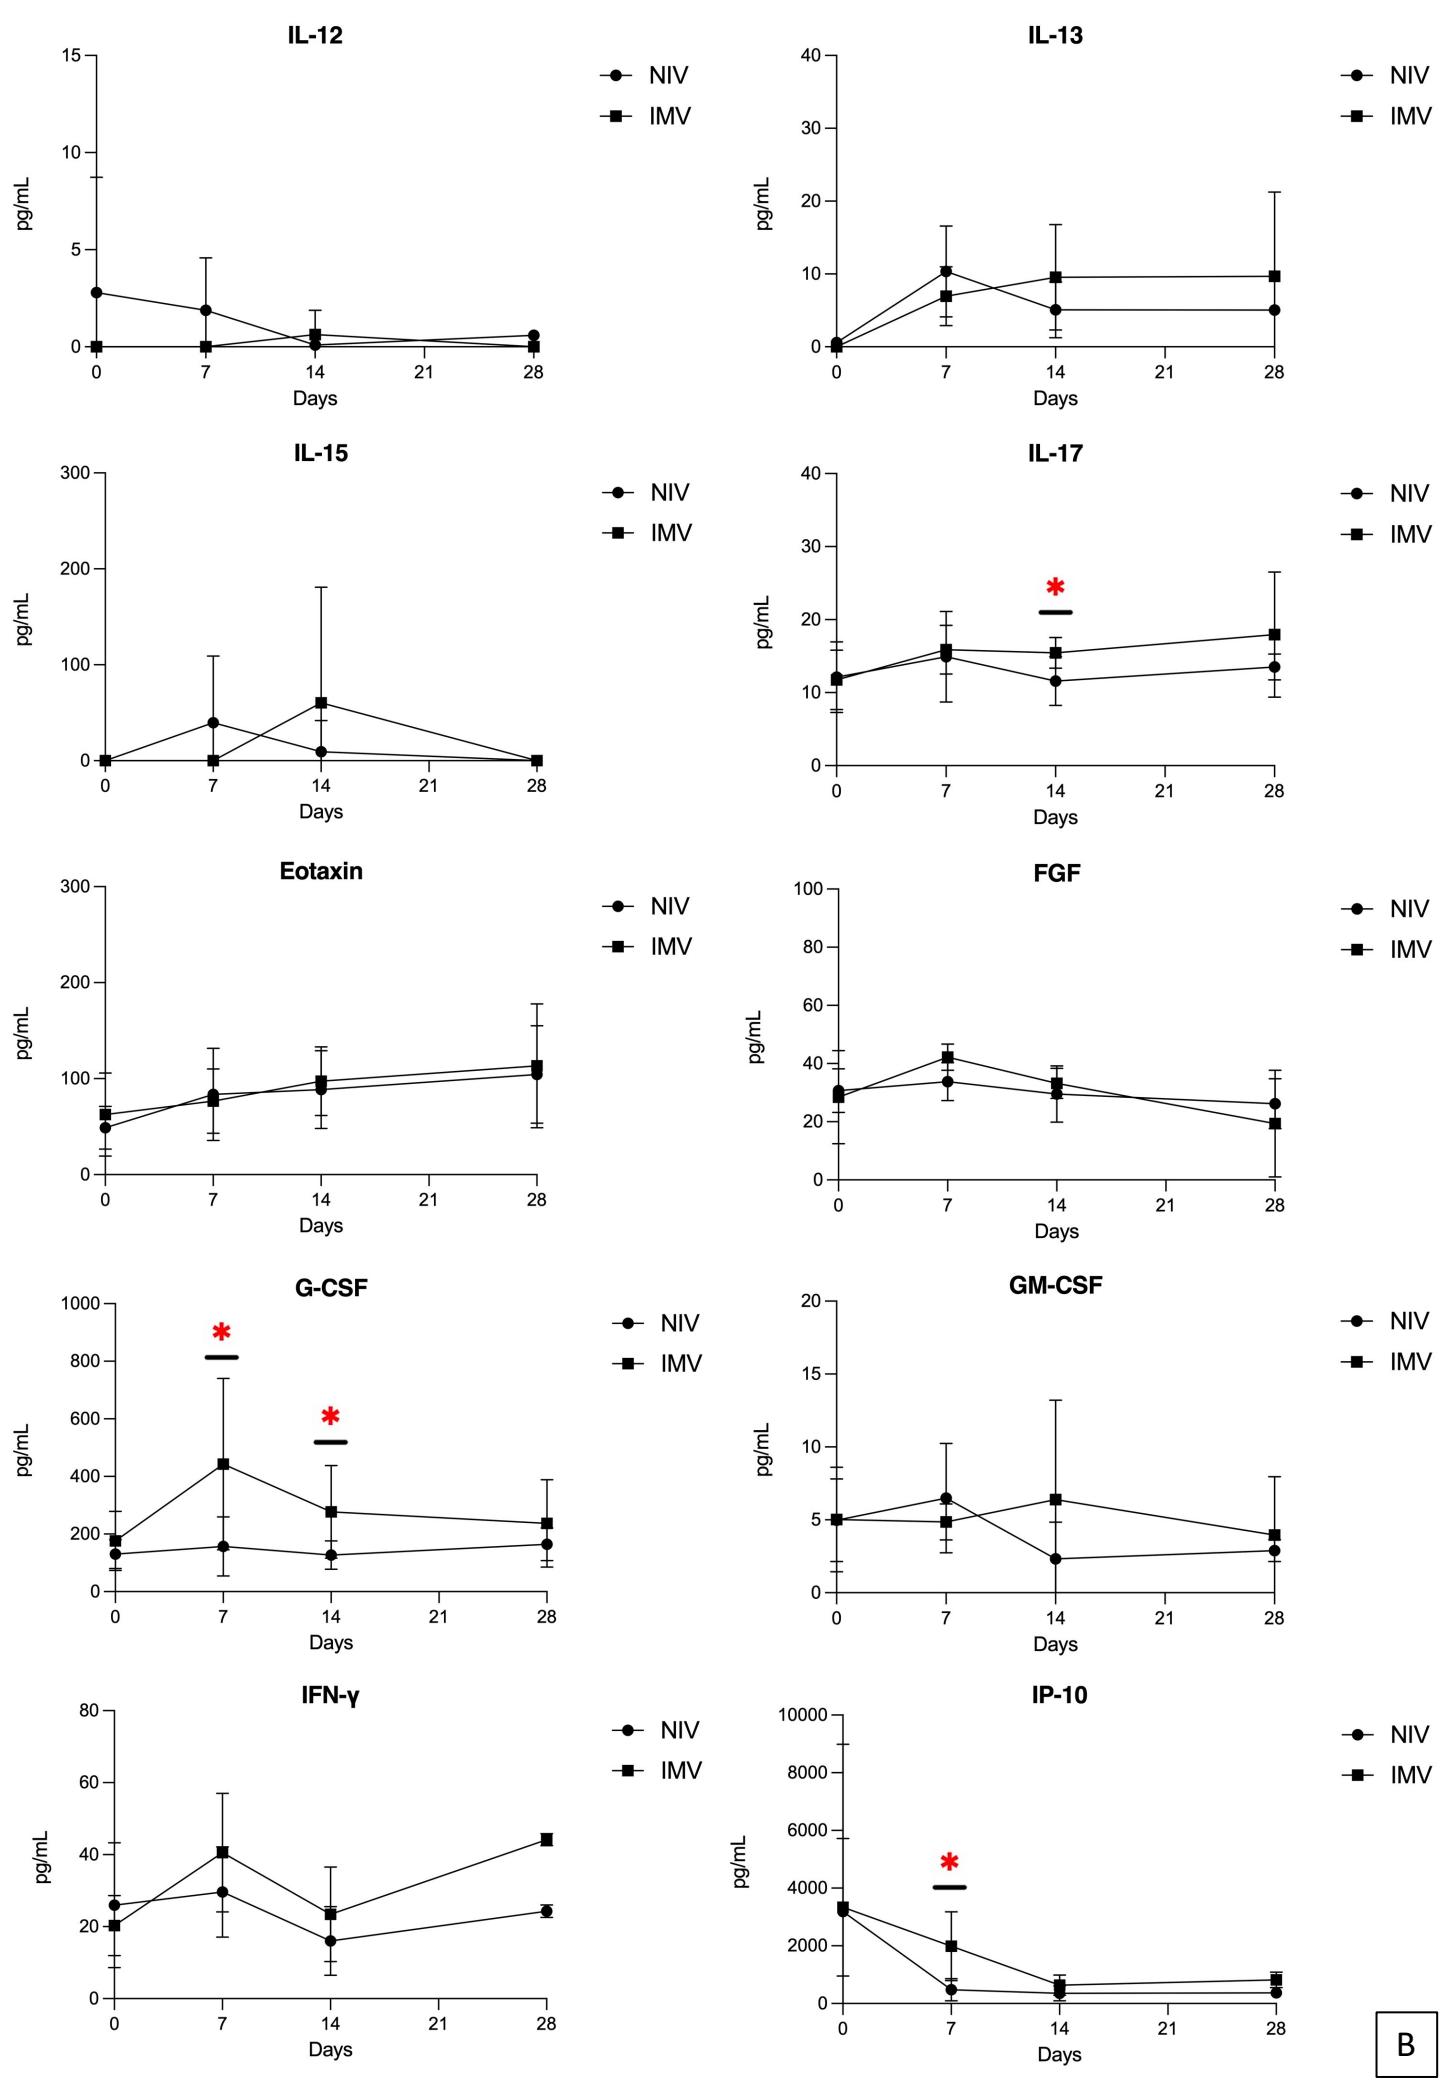 IL-12
15
10
5
0
pg/mL
0 7 14 21 28
Days
NIV
IMV
IL-13
40
30
20
10
0
pg/mL
0 7 14 21 28
Days
NIV
IMV
IL-15
300
200
100
0
pg/mL
0 7 14 21 28
Days
NIV
IMV
IL-17
40
30
20
10
0
pg/mL
*
0 7 14 21 28
Days
NIV
IMV
Eotaxin
300
200
100
0
pg/mL
0 7 14 21 28
Days
NIV
IMV
FGF
100
80
60
40
20
0
pg/mL
0 7 14 21 28
Days
NIV
IMV
G-CSF
1000
800
600
400
200
0
pg/mL
*
*
0 7 14 21 28
Days
NIV
IMV
GM-CSF
20
15
10
5
0
pg/mL
0 7 14 21 28
Days
NIV
IMV
IFN-γ
80
60
40
20
0
pg/mL
0 7 14 21 28
Days
NIV
IMV
IP-10
10000
8000
6000
4000
2000
0
pg/mL
*
0 7 14 21 28
Days
NIV
IMV
B